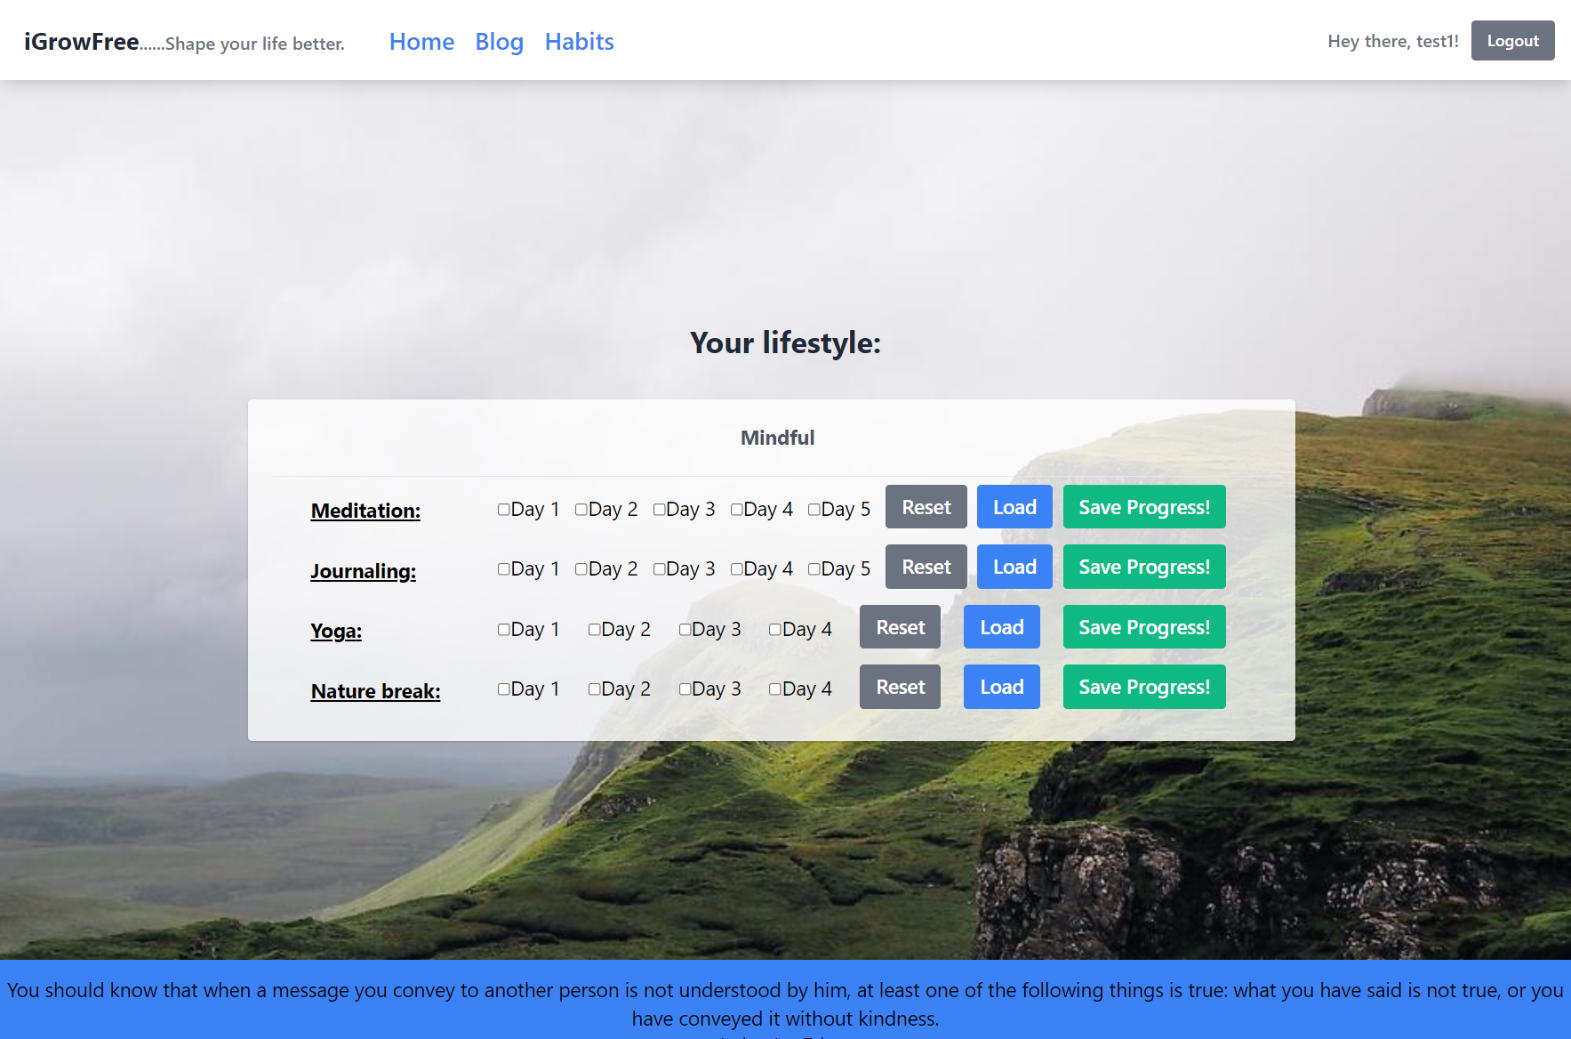 iGrowFree......Shape your life better. Home Blog Habits Hey there, test1! Logout
Your lifestyle:
Mindful
Meditation: Day 1 Day 2 Day 3 Day 4 Day 5 Reset Load Save Progress!
Journaling: Day 1 Day 2 Day 3 Day 4 Day 5 Reset Load Save Progress!
Yoga: Day 1 Day 2 Day 3 Day 4 Reset Load Save Progress!
Nature break: Day 1 Day 2 Day 3 Day 4 Reset Load Save Progress!
You should know that when a message you convey to another person is not understood by him, at least one of the following things is true: what you have said is not true, or you
have conveyed it without kindness.